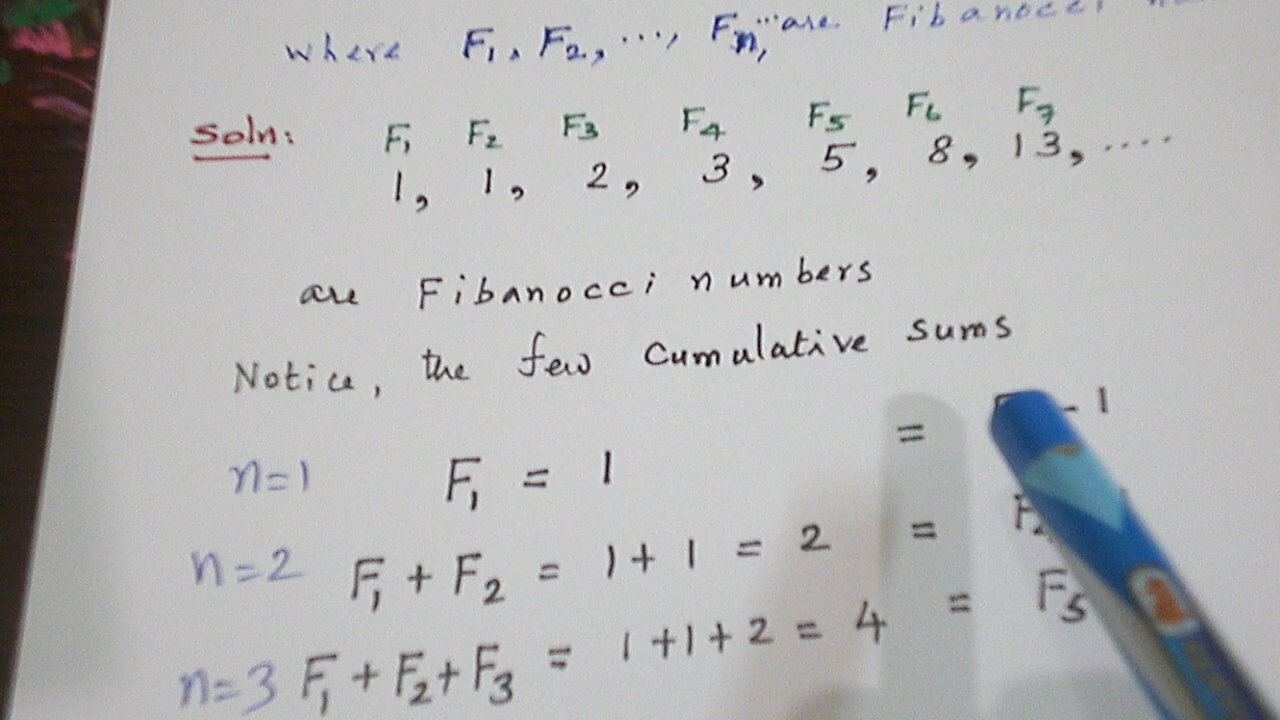 where F₁, F₂, ..., Fₙ, ... are Fibanocci
Soln: F₁ F₂ F₃ F₄ F₅ F₆ F₇
1, 1, 2, 3, 5, 8, 13, ....
are Fibanocci numbers
Notice, the few cumulative sums
n=1 F₁ = 1 = - 1
n=2 F₁ + F₂ = 1 + 1 = 2 =
n=3 F₁ + F₂ + F₃ = 1 + 1 + 2 = 4 = F₅